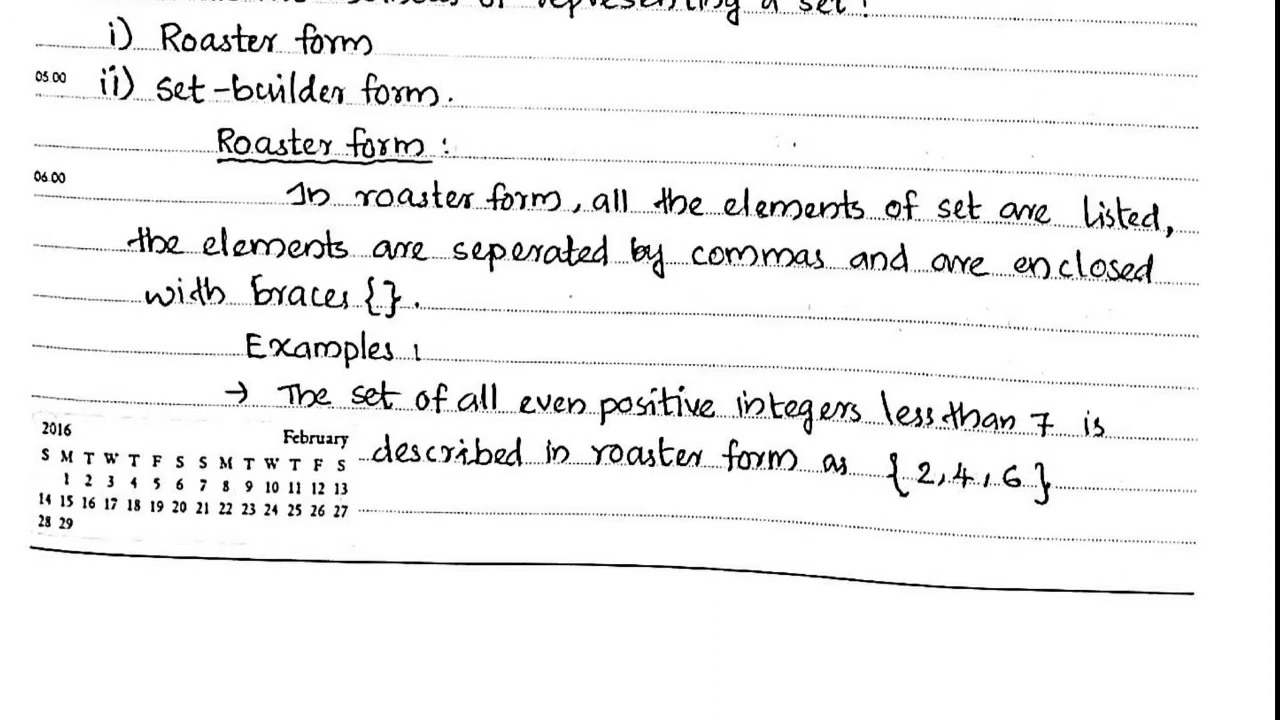 of representing a set:
i) Roaster form
05.00 ii) set-builder form.
Roaster form :
06.00
In roaster form, all the elements of set are listed,
the elements are seperated by commas and are enclosed
with braces {}.
Examples :
→ The set of all even positive integers less than 7 is
described in roaster form as {2,4,6}
2016 February
S M T W T F S S M T W T F S
1 2 3 4 5 6 7 8 9 10 11 12 13
14 15 16 17 18 19 20 21 22 23 24 25 26 27
28 29